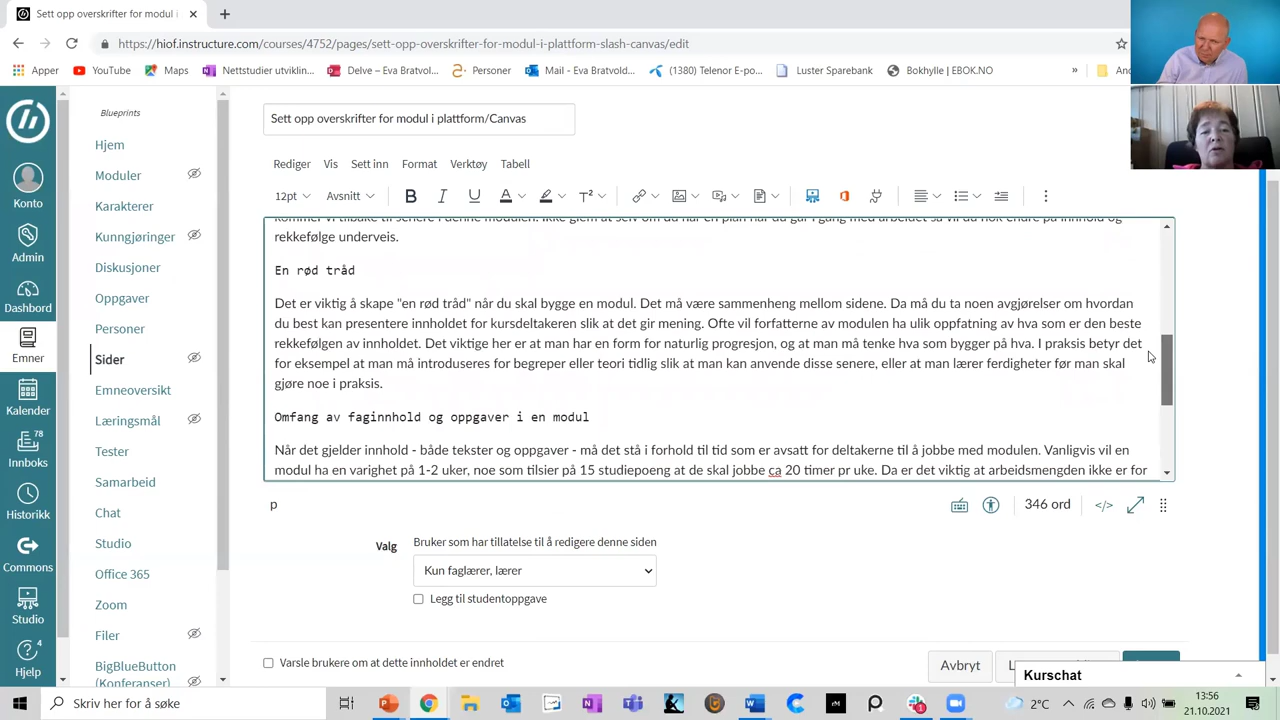 Sett opp overskrifter for modul i
https://hiof.instructure.com/courses/4752/pages/sett-opp-overskrifter-for-modul-i-plattform-slash-canvas/edit
Apper
YouTube
Maps
Nettstudier utviklin...
Delve – Eva Bratvol...
Personer
Mail - Eva Bratvold...
(1380) Telenor E-po...
Luster Sparebank
Bokhylle | EBOK.NO
»
Konto
Admin
Dashbord
Emner
Kalender
78
Innboks
Historikk
Commons
Studio
4
Hjelp
Blueprints
Hjem
Moduler
Karakterer
Kunngjøringer
Diskusjoner
Oppgaver
Personer
Sider
Emneoversikt
Læringsmål
Tester
Samarbeid
Chat
Studio
Office 365
Zoom
Filer
BigBlueButton
(Konferanser)
Sett opp overskrifter for modul i plattform/Canvas
Rediger Vis Sett inn Format Verktøy Tabell
12pt Avsnitt B I U A T²
rekkefølge underveis.
En rød tråd
Det er viktig å skape "en rød tråd" når du skal bygge en modul. Det må være sammenheng mellom sidene. Da må du ta noen avgjørelser om hvordan
du best kan presentere innholdet for kursdeltakeren slik at det gir mening. Ofte vil forfatterne av modulen ha ulik oppfatning av hva som er den beste
rekkefølgen av innholdet. Det viktige her er at man har en form for naturlig progresjon, og at man må tenke hva som bygger på hva. I praksis betyr det
for eksempel at man må introduseres for begreper eller teori tidlig slik at man kan anvende disse senere, eller at man lærer ferdigheter før man skal
gjøre noe i praksis.
Omfang av faginnhold og oppgaver i en modul
Når det gjelder innhold - både tekster og oppgaver - må det stå i forhold til tid som er avsatt for deltakerne til å jobbe med modulen. Vanligvis vil en
modul ha en varighet på 1-2 uker, noe som tilsier på 15 studiepoeng at de skal jobbe ca 20 timer pr uke. Da er det viktig at arbeidsmengden ikke er for
p
346 ord
</>
Valg
Bruker som har tillatelse til å redigere denne siden
Kun faglærer, lærer
Legg til studentoppgave
Varsle brukere om at dette innholdet er endret
Avbryt
Kurschat
Skriv her for å søke
2°C
13:56
21.10.2021